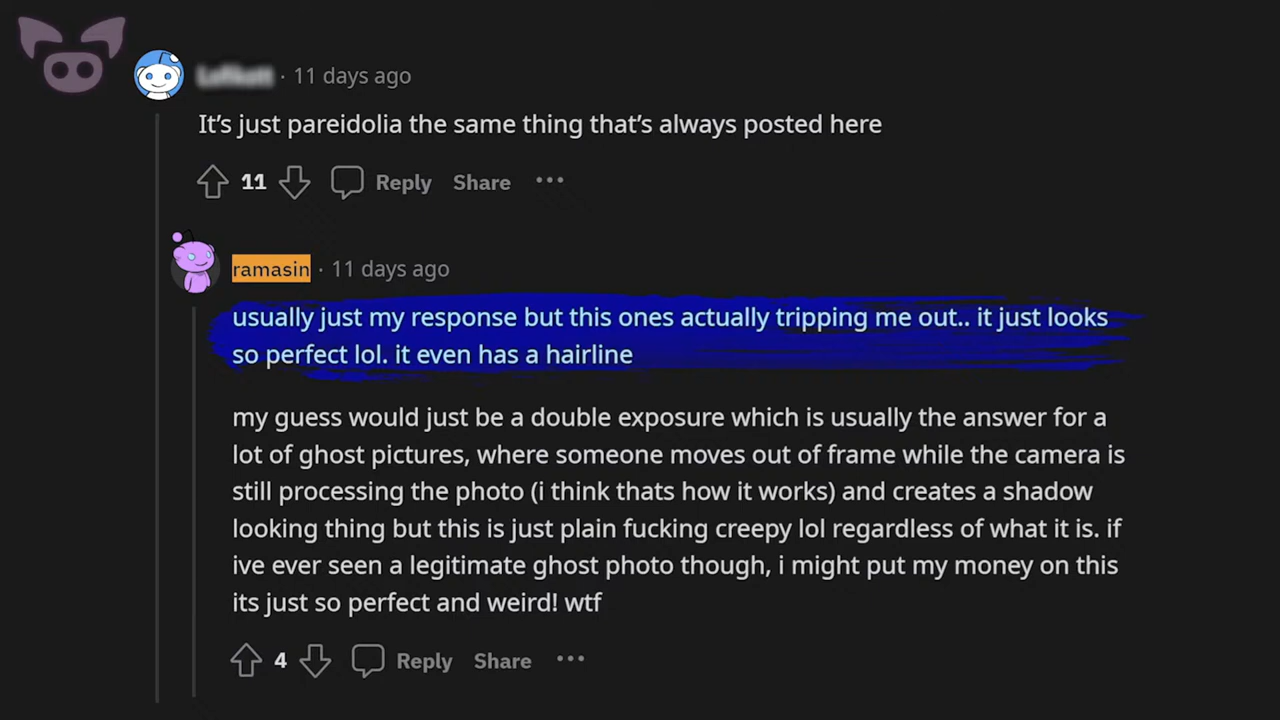 · 11 days ago
It’s just pareidolia the same thing that’s always posted here
11 Reply Share ···
ramasin · 11 days ago
usually just my response but this ones actually tripping me out.. it just looks
so perfect lol. it even has a hairline
my guess would just be a double exposure which is usually the answer for a
lot of ghost pictures, where someone moves out of frame while the camera is
still processing the photo (i think thats how it works) and creates a shadow
looking thing but this is just plain fucking creepy lol regardless of what it is. if
ive ever seen a legitimate ghost photo though, i might put my money on this
its just so perfect and weird! wtf
4 Reply Share ···